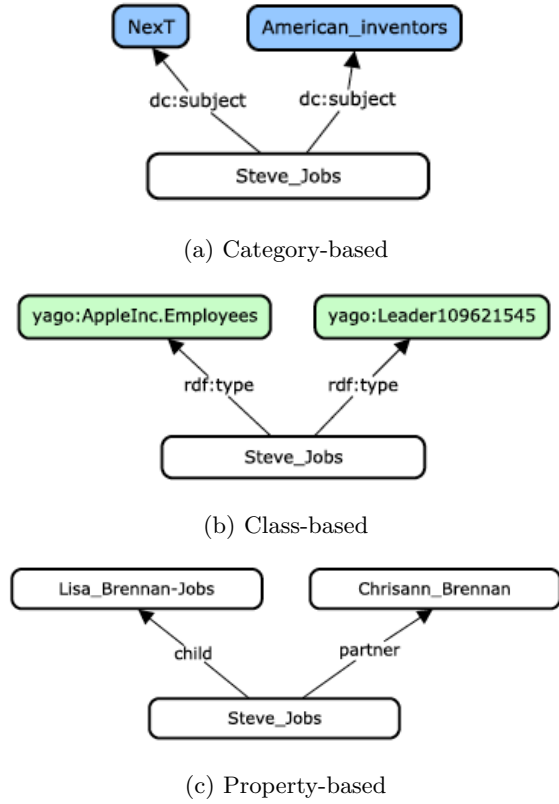 NexT
American_inventors
dc:subject
dc:subject
Steve_Jobs
(a) Category-based
yago:AppleInc.Employees
yago:Leader109621545
rdf:type
rdf:type
Steve_Jobs
(b) Class-based
Lisa_Brennan-Jobs
Chrisann_Brennan
child
partner
Steve_Jobs
(c) Property-based